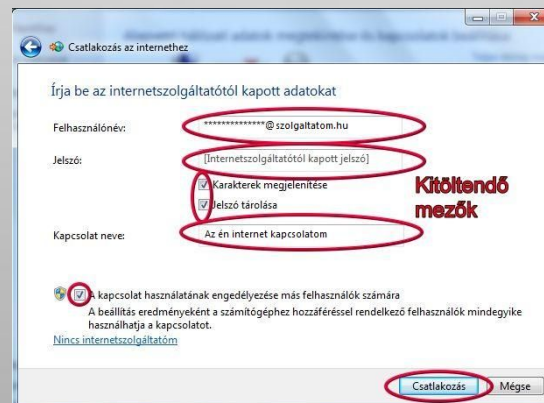 Csatlakozás az internethez
Írja be az internetszolgáltatótól kapott adatokat
Felhasználónév: **************@szolgaltatom.hu
Jelszó: [Internetszolgáltatótól kapott jelszó]
Karakterek megjelenítése
Jelszó tárolása
Kitöltendő
mezők
Kapcsolat neve: Az én internet kapcsolatom
A kapcsolat használatának engedélyezése más felhasználók számára
A beállítás eredményeként a számítógéphez hozzáféréssel rendelkező felhasználók mindegyike
használhatja a kapcsolatot.
Nincs internetszolgáltatóm
Csatlakozás Mégse